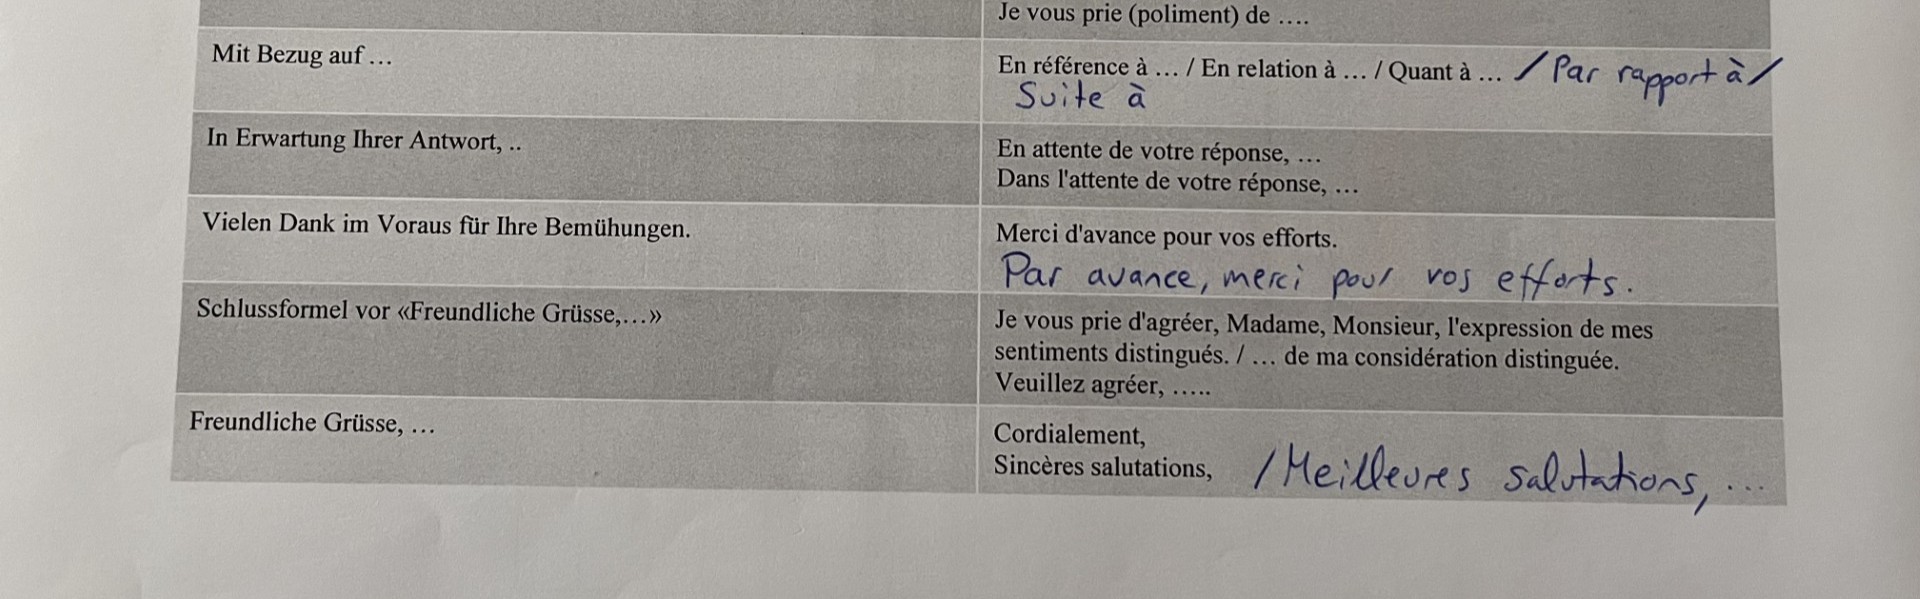 Je vous prie (poliment) de ….
Mit Bezug auf …
En référence à … / En relation à … / Quant à … / Par rapport à /
Suite à
In Erwartung Ihrer Antwort, ..
En attente de votre réponse, …
Dans l'attente de votre réponse, …
Vielen Dank im Voraus für Ihre Bemühungen.
Merci d'avance pour vos efforts.
Par avance, merci pour vos efforts.
Schlussformel vor «Freundliche Grüsse,…»
Je vous prie d'agréer, Madame, Monsieur, l'expression de mes
sentiments distingués. / … de ma considération distinguée.
Veuillez agréer, …..
Freundliche Grüsse, …
Cordialement,
Sincères salutations, / Meilleures salutations, ...